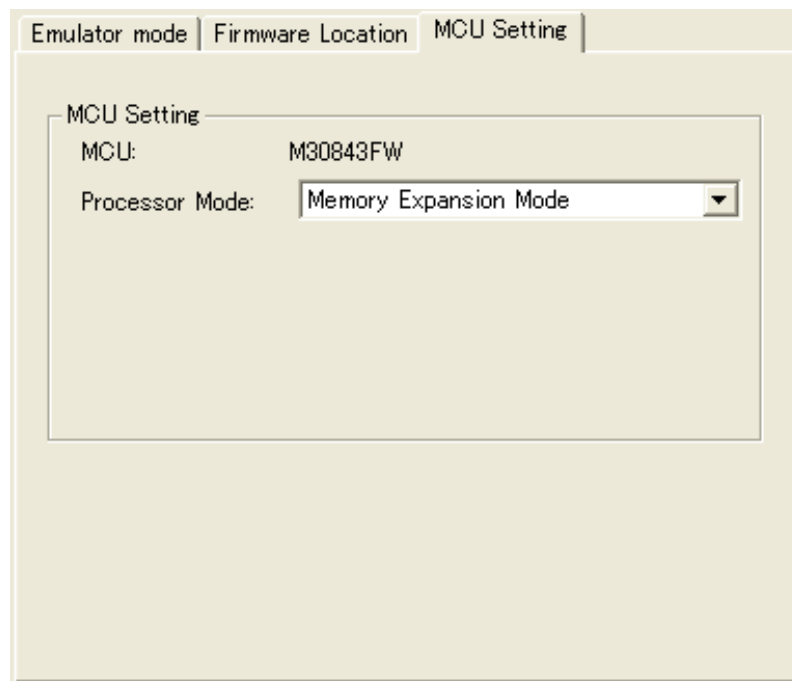 Emulator mode Firmware Location MCU Setting
MCU Setting
MCU: M30843FW
Processor Mode: Memory Expansion Mode